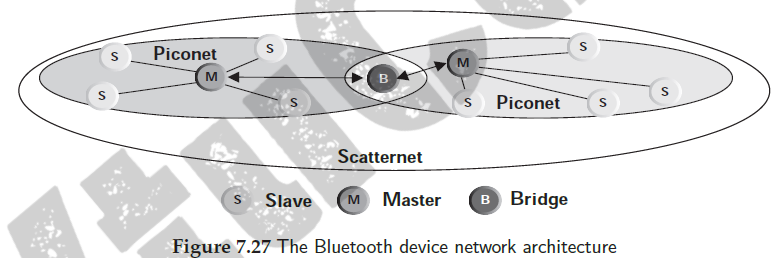 S
Piconet
S
M
S
S
B
M
S
S
Piconet
S
S
Scatternet
S Slave M Master B Bridge
Figure 7.27 The Bluetooth device network architecture